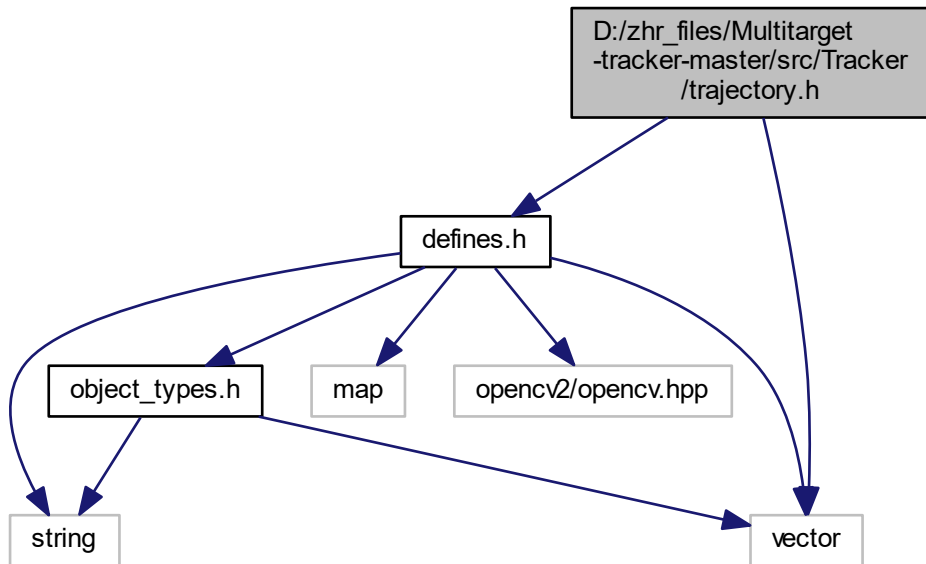 D:/zhr_files/Multitarget
-tracker-master/src/Tracker
/trajectory.h
defines.h
object_types.h
map
opencv2/opencv.hpp
string
vector